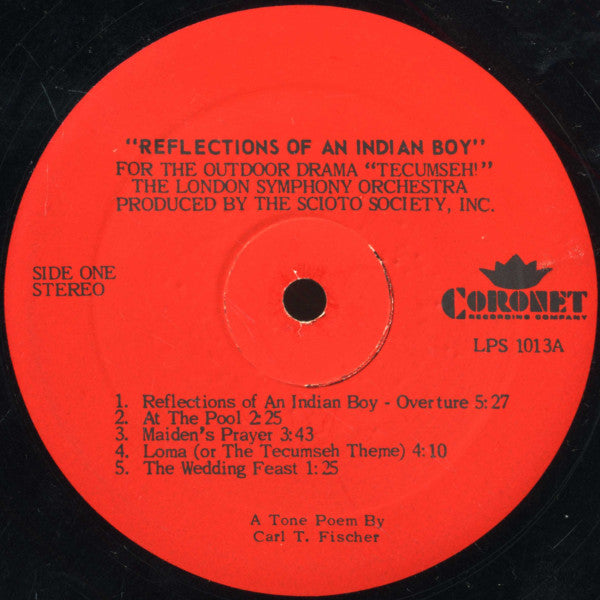 "REFLECTIONS OF AN INDIAN BOY"
FOR THE OUTDOOR DRAMA "TECUMSEH!"
THE LONDON SYMPHONY ORCHESTRA
PRODUCED BY THE SCIOTO SOCIETY, INC.
SIDE ONE
STEREO
CORONET
RECORDING COMPANY
LPS 1013A
1. Reflections of An Indian Boy - Overture 5:27
2. At The Pool 2:25
3. Maiden's Prayer 3:43
4. Loma (or The Tecumseh Theme) 4:10
5. The Wedding Feast 1:25
A Tone Poem By
Carl T. Fischer